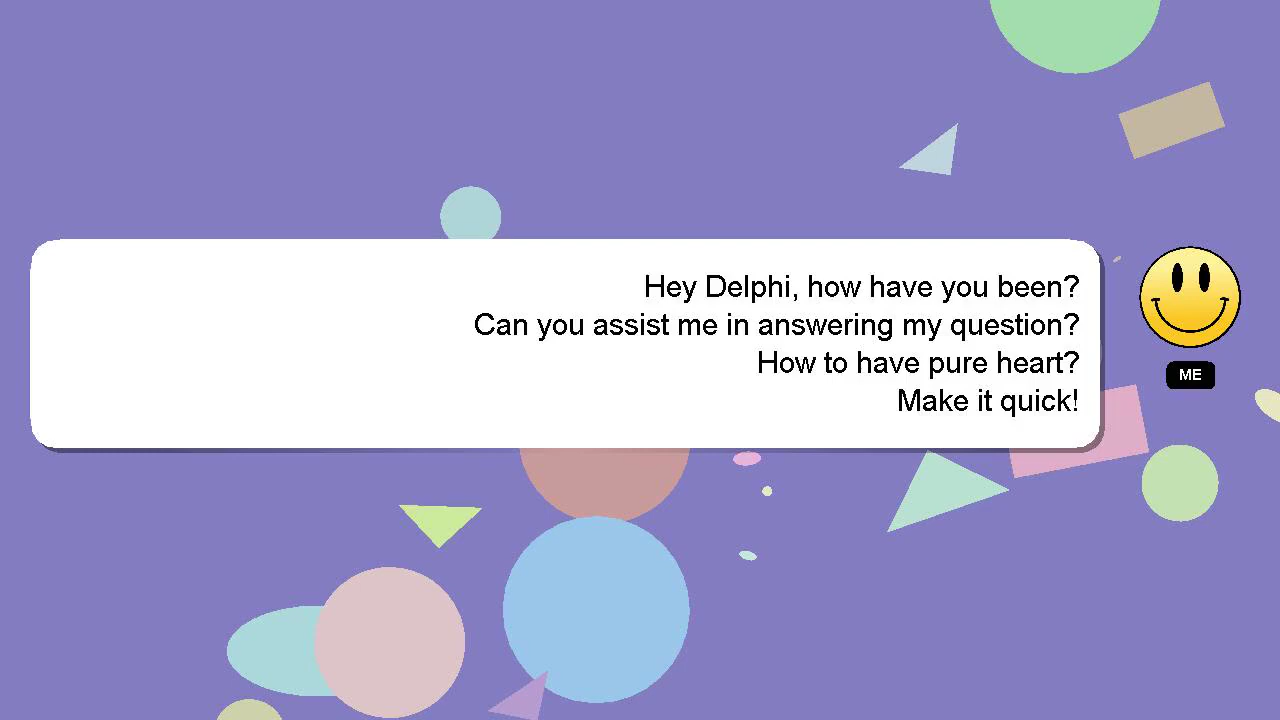 Hey Delphi, how have you been?
Can you assist me in answering my question?
How to have pure heart?
Make it quick!
ME